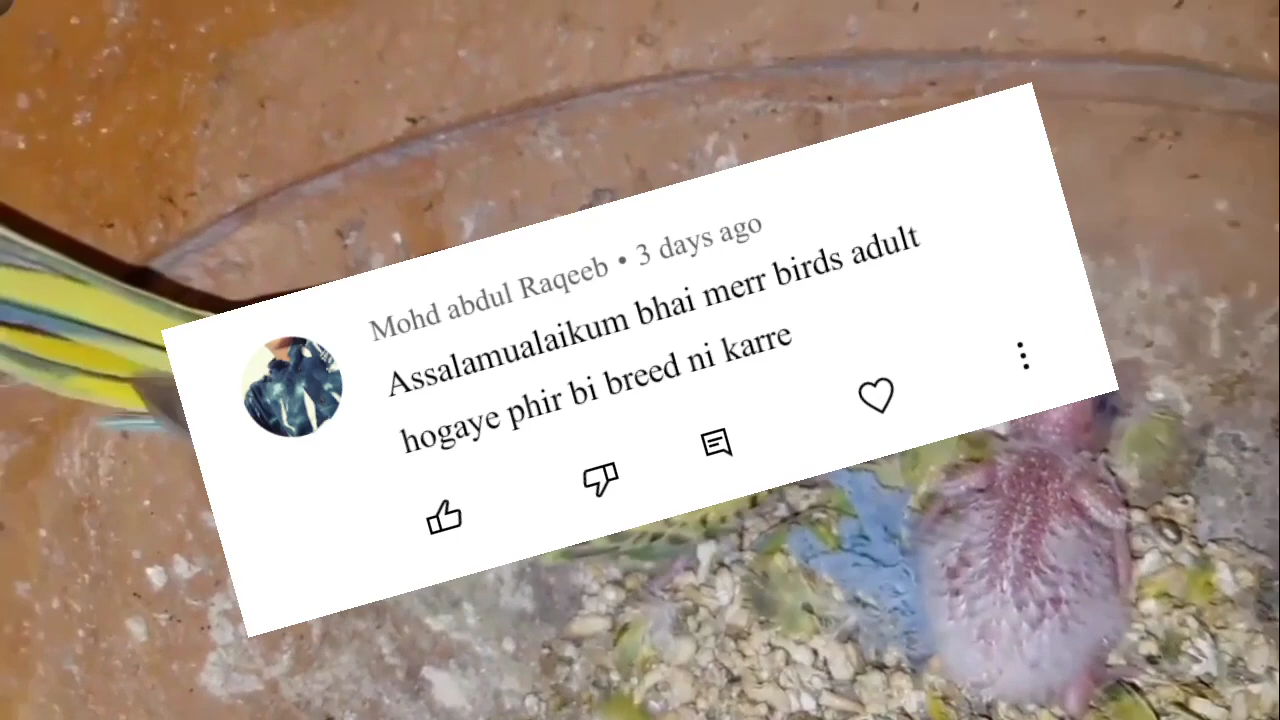 Mohd abdul Raqeeb • 3 days ago
Assalamualaikum bhai merr birds adult
hogaye phir bi breed ni karre